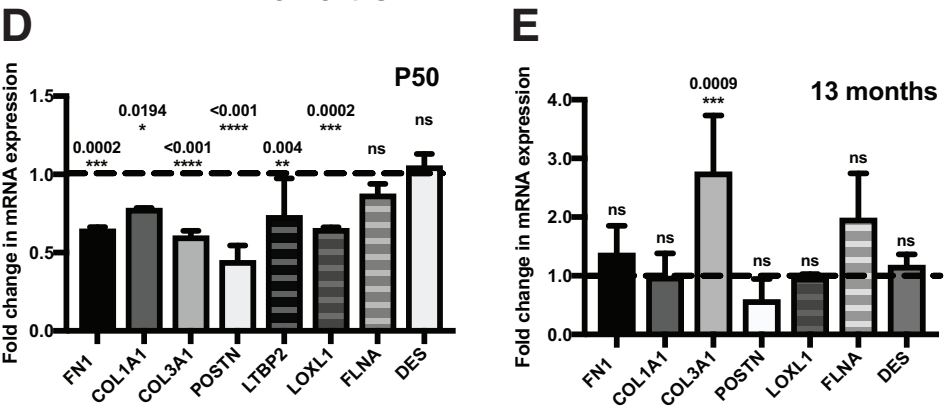 D
P50
Fold change in mRNA expression
1.5
1.0
0.5
0.0
0.0002
***
0.0194
*
<0.001
****
<0.001
****
0.004
**
0.0002
***
ns
ns
FN1
COL1A1
COL3A1
POSTN
LTBP2
LOXL1
FLNA
DES
E
13 months
Fold change in mRNA expression
4.0
3.0
2.0
1.0
0.0
ns
ns
0.0009
***
ns
ns
ns
ns
FN1
COL1A1
COL3A1
POSTN
LOXL1
FLNA
DES